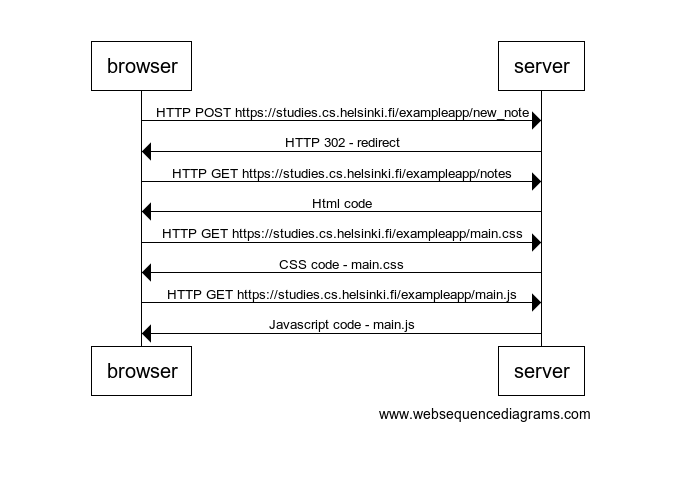 browser server
HTTP POST https://studies.cs.helsinki.fi/exampleapp/new_note
HTTP 302 - redirect
HTTP GET https://studies.cs.helsinki.fi/exampleapp/notes
Html code
HTTP GET https://studies.cs.helsinki.fi/exampleapp/main.css
CSS code - main.css
HTTP GET https://studies.cs.helsinki.fi/exampleapp/main.js
Javascript code - main.js
browser server
www.websequencediagrams.com